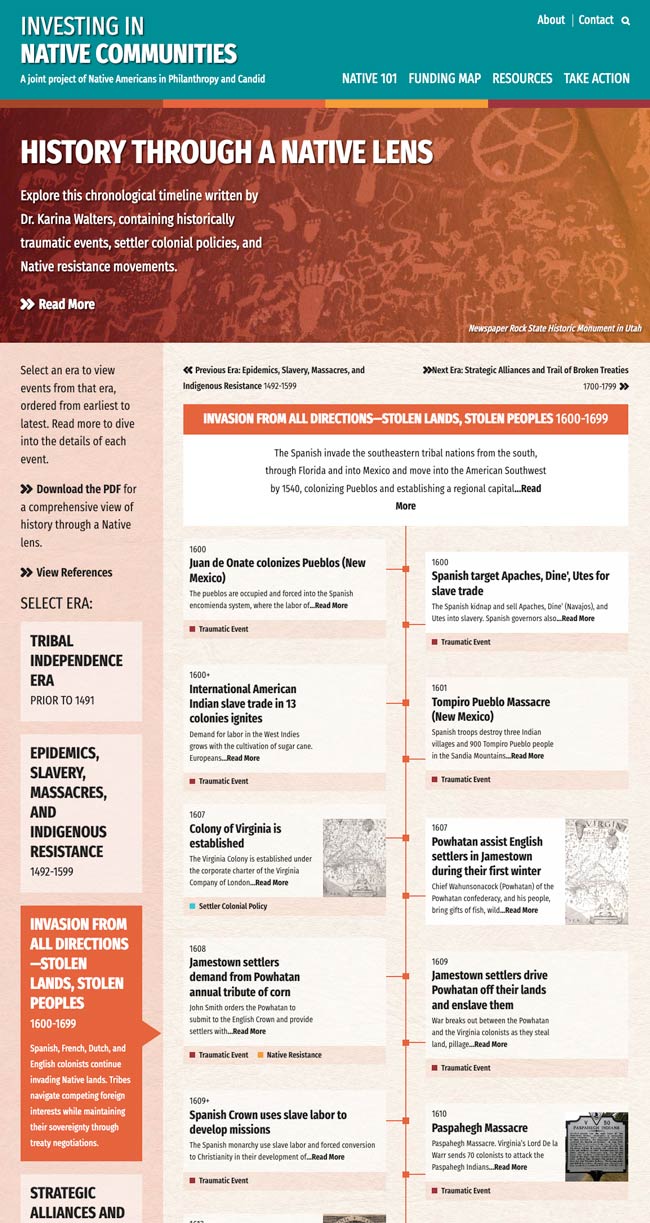 INVESTING IN
NATIVE COMMUNITIES
A joint project of Native Americans in Philanthropy and Candid
About | Contact
NATIVE 101 FUNDING MAP RESOURCES TAKE ACTION
HISTORY THROUGH A NATIVE LENS
Explore this chronological timeline written by
Dr. Karina Walters, containing historically
traumatic events, settler colonial policies, and
Native resistance movements.
Read More
Newspaper Rock State Historic Monument in Utah
Select an era to view
events from that era,
ordered from earliest to
latest. Read more to dive
into the details of each
event.
Download the PDF for
a comprehensive view of
history through a Native
lens.
View References
SELECT ERA:
TRIBAL
INDEPENDENCE
ERA
PRIOR TO 1491
EPIDEMICS,
SLAVERY,
MASSACRES,
AND
INDIGENOUS
RESISTANCE
1492-1599
INVASION FROM
ALL DIRECTIONS
—STOLEN
LANDS, STOLEN
PEOPLES
1600-1699
Spanish, French, Dutch, and
English colonists continue
invading Native lands. Tribes
navigate competing foreign
interests while maintaining
their sovereignty through
treaty negotiations.
STRATEGIC
ALLIANCES AND
Previous Era: Epidemics, Slavery, Massacres, and
Indigenous Resistance 1492-1599
Next Era: Strategic Alliances and Trail of Broken Treaties
1700-1799
INVASION FROM ALL DIRECTIONS—STOLEN LANDS, STOLEN PEOPLES 1600-1699
The Spanish invade the southeastern tribal nations from the south,
through Florida and into Mexico and move into the American Southwest
by 1540, colonizing Pueblos and establishing a regional capital...Read
More
1600
Juan de Onate colonizes Pueblos (New
Mexico)
The pueblos are occupied and forced into the Spanish
encomienda system, where the labor of...Read More
Traumatic Event
1600
Spanish target Apaches, Dine', Utes for
slave trade
The Spanish kidnap and sell Apaches, Dine' (Navajos), and
Utes into slavery. Spanish governors also...Read More
Traumatic Event
1600+
International American
Indian slave trade in 13
colonies ignites
Demand for labor in the West Indies
grows with the cultivation of sugar cane.
Europeans...Read More
Traumatic Event
1601
Tompiro Pueblo Massacre
(New Mexico)
Spanish troops destroy three Indian
villages and 900 Tompiro Pueblo people
in the Sandia Mountains...Read More
Traumatic Event
1607
Colony of Virginia is
established
The Virginia Colony is established under
the corporate charter of the Virginia
Company of London...Read More
Settler Colonial Policy
1607
Powhatan assist English
settlers in Jamestown
during their first winter
Chief Wahunsonacock (Powhatan) of the
Powhatan confederacy, and his people,
bring gifts of fish, wild...Read More
1608
Jamestown settlers
demand from Powhatan
annual tribute of corn
John Smith orders the Powhatan to
submit to the English Crown and provide
settlers with...Read More
Traumatic Event Native Resistance
1609
Jamestown settlers drive
Powhatan off their lands
and enslave them
War breaks out between the Powhatan
and the Virginia colonists as they steal
land, pillage...Read More
Traumatic Event
1609+
Spanish Crown uses slave labor to
develop missions
The Spanish monarchy use slave labor and forced conversion
to Christianity in their development of...Read More
Traumatic Event
1610
Paspahegh Massacre
Paspahegh Massacre. Virginia's Lord De la
Warr sends 70 colonists to attack the
Paspahegh Indians...Read More
Traumatic Event
PASPAHEGH INDIANS